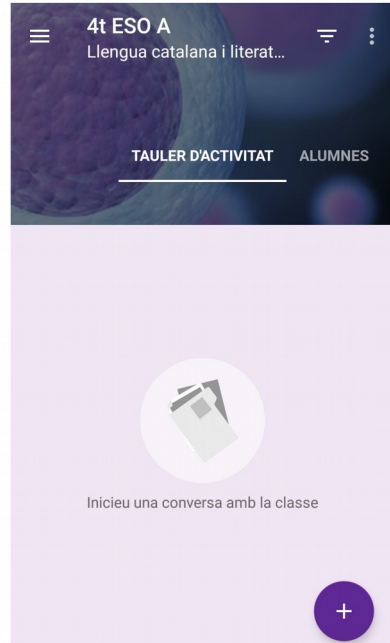 4t ESO A
Llengua catalana i literat...
TAULER D'ACTIVITAT ALUMNES
Inicieu una conversa amb la classe